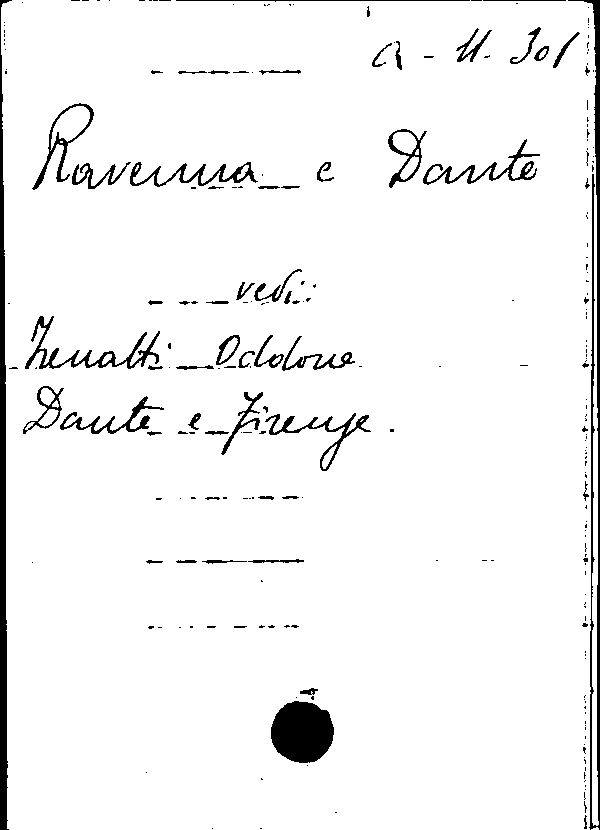 a - 11. 301
Ravenna e Dante
vedi:
Zenatti Oddone
Dante e Firenze.